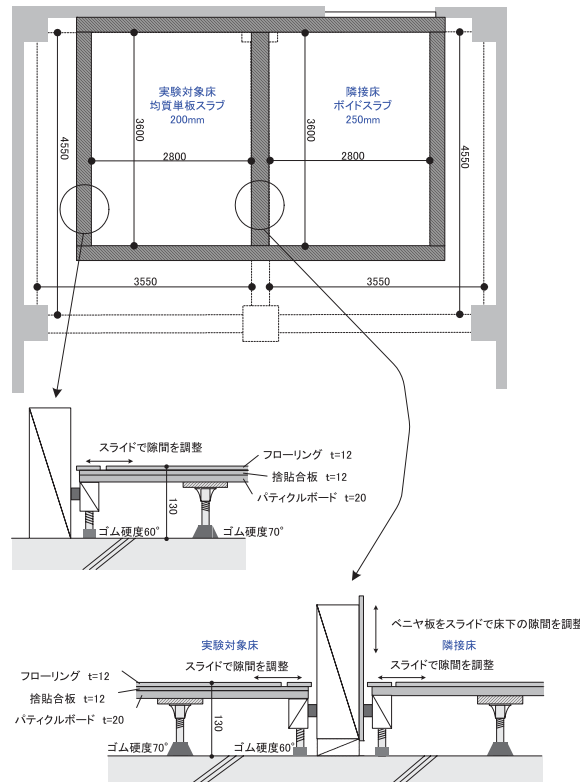 実験対象床
均質単板スラブ
200mm
隣接床
ボイドスラブ
250mm
3600
3600
4550
4550
2800
2800
3550
3550
スライドで隙間を調整
フローリング t=12
捨貼合板 t=12
パティクルボード t=20
130
ゴム硬度60°
ゴム硬度70°
ベニヤ板をスライドで床下の隙間を調整
実験対象床
隣接床
スライドで隙間を調整
スライドで隙間を調整
フローリング t=12
捨貼合板 t=12
パティクルボード t=20
130
ゴム硬度70°
ゴム硬度60°